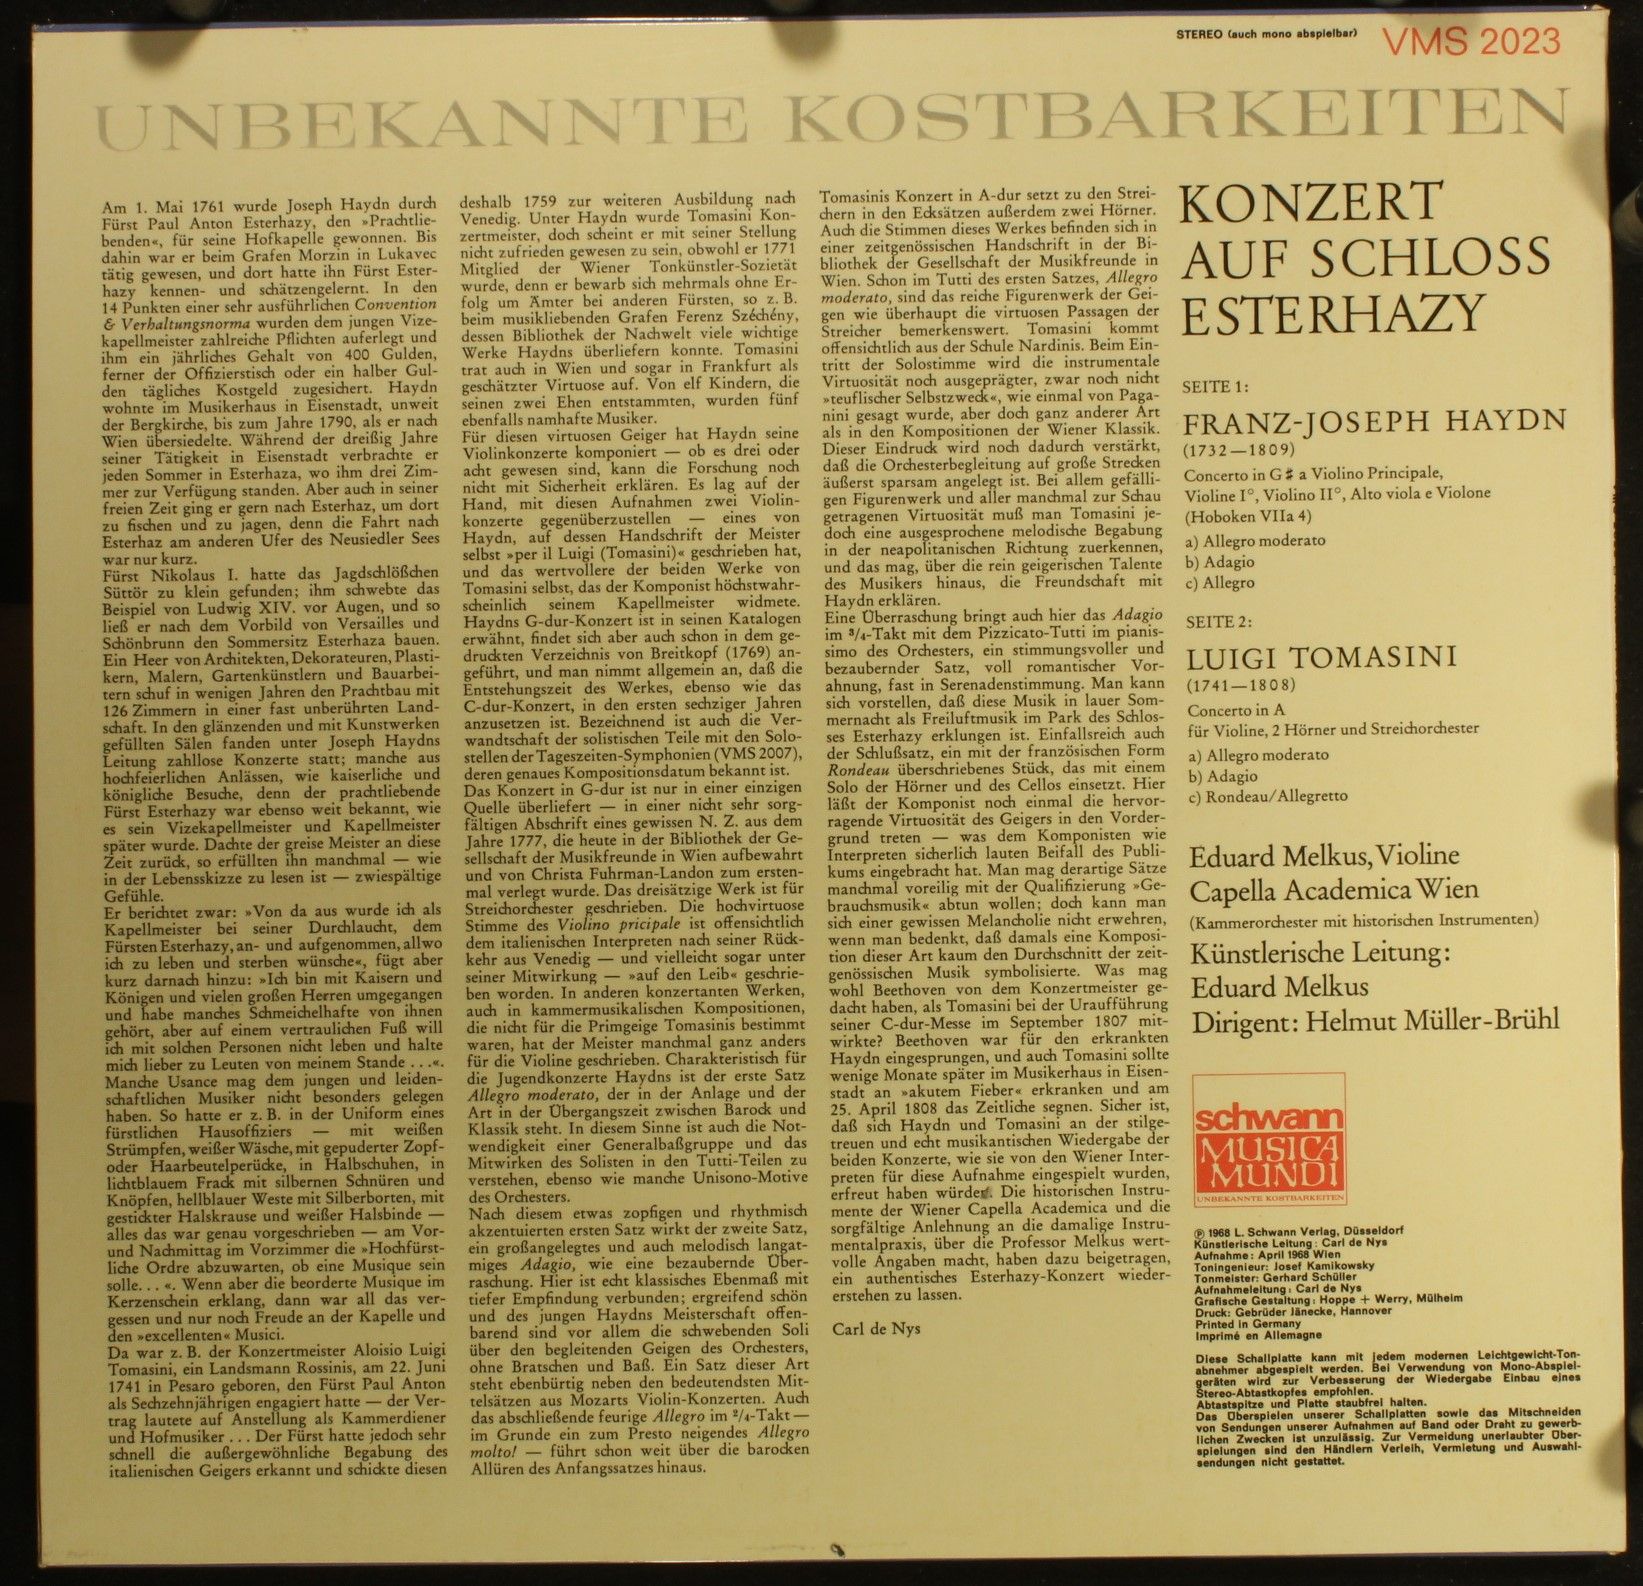 STEREO (auch mono abspielbar) VMS 2023
UNBEKANNTE KOSTBARKEITEN
Am 1. Mai 1761 wurde Joseph Haydn durch
Fürst Paul Anton Esterhazy, den »Prachtlie-
benden«, für seine Hofkapelle gewonnen. Bis
dahin war er beim Grafen Morzin in Lukavec
tätig gewesen, und dort hatte ihn Fürst Ester-
hazy kennen- und schätzengelernt. In den
14 Punkten einer sehr ausführlichen Convention
& Verhaltungsnorma wurden dem jungen Vize-
kapellmeister zahlreiche Pflichten auferlegt und
ihm ein jährliches Gehalt von 400 Gulden,
ferner der Offizierstisch oder ein halber Gul-
den tägliches Kostgeld zugesichert. Haydn
wohnte im Musikerhaus in Eisenstadt, unweit
der Bergkirche, bis zum Jahre 1790, als er nach
Wien übersiedelte. Während der dreißig Jahre
seiner Tätigkeit in Eisenstadt verbrachte er
jeden Sommer in Esterhaza, wo ihm drei Zim-
mer zur Verfügung standen. Aber auch in seiner
freien Zeit ging er gern nach Esterhaz, um dort
zu fischen und zu jagen, denn die Fahrt nach
Esterhaz am anderen Ufer des Neusiedler Sees
war nur kurz.
Fürst Nikolaus I. hatte das Jagdschlößchen
Süttör zu klein gefunden; ihm schwebte das
Beispiel von Ludwig XIV. vor Augen, und so
ließ er nach dem Vorbild von Versailles und
Schönbrunn den Sommersitz Esterhaza bauen.
Ein Heer von Architekten, Dekorateuren, Plasti-
kern, Malern, Gartenkünstlern und Bauarbei-
tern schuf in wenigen Jahren den Prachtbau mit
126 Zimmern in einer fast unberührten Land-
schaft. In den glänzenden und mit Kunstwerken
gefüllten Sälen fanden unter Joseph Haydns
Leitung zahllose Konzerte statt; manche aus
hochfeierlichen Anlässen, wie kaiserliche und
königliche Besuche, denn der prachtliebende
Fürst Esterhazy war ebenso weit bekannt, wie
es sein Vizekapellmeister und Kapellmeister
später wurde. Dachte der greise Meister an diese
Zeit zurück, so erfüllten ihn manchmal — wie
in der Lebensskizze zu lesen ist — zwiespältige
Gefühle.
Er berichtet zwar: »Von da aus wurde ich als
Kapellmeister bei seiner Durchlaucht, dem
Fürsten Esterhazy, an- und aufgenommen, allwo
ich zu leben und sterben wünsche«, fügt aber
kurz darnach hinzu: »Ich bin mit Kaisern und
Königen und vielen großen Herren umgegangen
und habe manches Schmeichelhafte von ihnen
gehört, aber auf einem vertraulichen Fuß will
ich mit solchen Personen nicht leben und halte
mich lieber zu Leuten von meinem Stande . . .«.
Manche Usance mag dem jungen und leiden-
schaftlichen Musiker nicht besonders gelegen
haben. So hatte er z. B. in der Uniform eines
fürstlichen Hausoffiziers — mit weißen
Strümpfen, weißer Wäsche, mit gepuderter Zopf-
oder Haarbeutelperücke, in Halbschuhen, in
lichtblauem Frack mit silbernen Schnüren und
Knöpfen, hellblauer Weste mit Silberborten, mit
gestickter Halskrause und weißer Halsbinde —
alles das war genau vorgeschrieben — am Vor-
und Nachmittag im Vorzimmer die »Hochfürst-
liche Ordre abzuwarten, ob eine Musique sein
solle. . . «. Wenn aber die beorderte Musique im
Kerzenschein erklang, dann war all das ver-
gessen und nur noch Freude an der Kapelle und
den »excellenten« Musici.
Da war z. B. der Konzertmeister Aloisio Luigi
Tomasini, ein Landsmann Rossinis, am 22. Juni
1741 in Pesaro geboren, den Fürst Paul Anton
als Sechzehnjährigen engagiert hatte — der Ver-
trag lautete auf Anstellung als Kammerdiener
und Hofmusiker . . . Der Fürst hatte jedoch sehr
schnell die außergewöhnliche Begabung des
italienischen Geigers erkannt und schickte diesen
deshalb 1759 zur weiteren Ausbildung nach
Venedig. Unter Haydn wurde Tomasini Kon-
zertmeister, doch scheint er mit seiner Stellung
nicht zufrieden gewesen zu sein, obwohl er 1771
Mitglied der Wiener Tonkünstler-Sozietät
wurde, denn er bewarb sich mehrmals ohne Er-
folg um Ämter bei anderen Fürsten, so z. B.
beim musikliebenden Grafen Ferenz Széchény,
dessen Bibliothek der Nachwelt viele wichtige
Werke Haydns überliefern konnte. Tomasini
trat auch in Wien und sogar in Frankfurt als
geschätzter Virtuose auf. Von elf Kindern, die
seinen zwei Ehen entstammten, wurden fünf
ebenfalls namhafte Musiker.
Für diesen virtuosen Geiger hat Haydn seine
Violinkonzerte komponiert — ob es drei oder
acht gewesen sind, kann die Forschung noch
nicht mit Sicherheit erklären. Es lag auf der
Hand, mit diesen Aufnahmen zwei Violin-
konzerte gegenüberzustellen — eines von
Haydn, auf dessen Handschrift der Meister
selbst »per il Luigi (Tomasini)« geschrieben hat,
und das wertvollere der beiden Werke von
Tomasini selbst, das der Komponist höchstwahr-
scheinlich seinem Kapellmeister widmete.
Haydns G-dur-Konzert ist in seinen Katalogen
erwähnt, findet sich aber auch schon in dem ge-
druckten Verzeichnis von Breitkopf (1769) an-
geführt, und man nimmt allgemein an, daß die
Entstehungszeit des Werkes, ebenso wie das
C-dur-Konzert, in den ersten sechziger Jahren
anzusetzen ist. Bezeichnend ist auch die Ver-
wandtschaft der solistischen Teile mit den Solo-
stellen der Tageszeiten-Symphonien (VMS 2007),
deren genaues Kompositionsdatum bekannt ist.
Das Konzert in G-dur ist nur in einer einzigen
Quelle überliefert — in einer nicht sehr sorg-
fältigen Abschrift eines gewissen N. Z. aus dem
Jahre 1777, die heute in der Bibliothek der Ge-
sellschaft der Musikfreunde in Wien aufbewahrt
und von Christa Fuhrman-Landon zum ersten-
mal verlegt wurde. Das dreisätzige Werk ist für
Streichorchester geschrieben. Die hochvirtuose
Stimme des Violino pricipale ist offensichtlich
dem italienischen Interpreten nach seiner Rück-
kehr aus Venedig — und vielleicht sogar unter
seiner Mitwirkung — »auf den Leib« geschrie-
ben worden. In anderen konzertanten Werken,
auch in kammermusikalischen Kompositionen,
die nicht für die Primgeige Tomasinis bestimmt
waren, hat der Meister manchmal ganz anders
für die Violine geschrieben. Charakteristisch für
die Jugendkonzerte Haydns ist der erste Satz
Allegro moderato, der in der Anlage und der
Art in der Übergangszeit zwischen Barock und
Klassik steht. In diesem Sinne ist auch die Not-
wendigkeit einer Generalbaßgruppe und das
Mitwirken des Solisten in den Tutti-Teilen zu
verstehen, ebenso wie manche Unisono-Motive
des Orchesters.
Nach diesem etwas zopfigen und rhythmisch
akzentuierten ersten Satz wirkt der zweite Satz,
ein großangelegtes und auch melodisch langat-
miges Adagio, wie eine bezaubernde Über-
raschung. Hier ist echt klassisches Ebenmaß mit
tiefer Empfindung verbunden; ergreifend schön
und des jungen Haydns Meisterschaft offen-
barend sind vor allem die schwebenden Soli
über den begleitenden Geigen des Orchesters,
ohne Bratschen und Baß. Ein Satz dieser Art
steht ebenbürtig neben den bedeutendsten Mit-
telsätzen aus Mozarts Violin-Konzerten. Auch
das abschließende feurige Allegro im ²/₄-Takt —
im Grunde ein zum Presto neigendes Allegro
molto! — führt schon weit über die barocken
Allüren des Anfangssatzes hinaus.
Tomasinis Konzert in A-dur setzt zu den Strei-
chern in den Ecksätzen außerdem zwei Hörner.
Auch die Stimmen dieses Werkes befinden sich in
einer zeitgenössischen Handschrift in der Bi-
bliothek der Gesellschaft der Musikfreunde in
Wien. Schon im Tutti des ersten Satzes, Allegro
moderato, sind das reiche Figurenwerk der Gei-
gen wie überhaupt die virtuosen Passagen der
Streicher bemerkenswert. Tomasini kommt
offensichtlich aus der Schule Nardinis. Beim Ein-
tritt der Solostimme wird die instrumentale
Virtuosität noch ausgeprägter, zwar noch nicht
»teuflischer Selbstzweck«, wie einmal von Paga-
nini gesagt wurde, aber doch ganz anderer Art
als in den Kompositionen der Wiener Klassik.
Dieser Eindruck wird noch dadurch verstärkt,
daß die Orchesterbegleitung auf große Strecken
äußerst sparsam angelegt ist. Bei allem gefälli-
gen Figurenwerk und aller manchmal zur Schau
getragenen Virtuosität muß man Tomasini je-
doch eine ausgesprochene melodische Begabung
in der neapolitanischen Richtung zuerkennen,
und das mag, über die rein geigerischen Talente
des Musikers hinaus, die Freundschaft mit
Haydn erklären.
Eine Überraschung bringt auch hier das Adagio
im ³/₄-Takt mit dem Pizzicato-Tutti im pianis-
simo des Orchesters, ein stimmungsvoller und
bezaubernder Satz, voll romantischer Vor-
ahnung, fast in Serenadenstimmung. Man kann
sich vorstellen, daß diese Musik in lauer Som-
mernacht als Freiluftmusik im Park des Schlos-
ses Esterhazy erklungen ist. Einfallsreich auch
der Schlußsatz, ein mit der französischen Form
Rondeau überschriebenes Stück, das mit einem
Solo der Hörner und des Cellos einsetzt. Hier
läßt der Komponist noch einmal die hervor-
ragende Virtuosität des Geigers in den Vorder-
grund treten — was dem Komponisten wie
Interpreten sicherlich lauten Beifall des Publi-
kums eingebracht hat. Man mag derartige Sätze
manchmal voreilig mit der Qualifizierung »Ge-
brauchsmusik« abtun wollen; doch kann man
sich einer gewissen Melancholie nicht erwehren,
wenn man bedenkt, daß damals eine Komposi-
tion dieser Art kaum den Durchschnitt der zeit-
genössischen Musik symbolisierte. Was mag
wohl Beethoven von dem Konzertmeister ge-
dacht haben, als Tomasini bei der Uraufführung
seiner C-dur-Messe im September 1807 mit-
wirkte? Beethoven war für den erkrankten
Haydn eingesprungen, und auch Tomasini sollte
wenige Monate später im Musikerhaus in Eisen-
stadt an »akutem Fieber« erkranken und am
25. April 1808 das Zeitliche segnen. Sicher ist,
daß sich Haydn und Tomasini an der stilge-
treuen und echt musikantischen Wiedergabe der
beiden Konzerte, wie sie von den Wiener Inter-
preten für diese Aufnahme eingespielt wurden,
erfreut haben würden. Die historischen Instru-
mente der Wiener Capella Academica und die
sorgfältige Anlehnung an die damalige Instru-
mentalpraxis, über die Professor Melkus wert-
volle Angaben macht, haben dazu beigetragen,
ein authentisches Esterhazy-Konzert wieder-
erstehen zu lassen.
Carl de Nys
KONZERT
AUF SCHLOSS
ESTERHAZY
SEITE 1:
FRANZ-JOSEPH HAYDN
(1732—1809)
Concerto in G♯ a Violino Principale,
Violine I°, Violino II°, Alto viola e Violone
(Hoboken VIIa 4)
a) Allegro moderato
b) Adagio
c) Allegro
SEITE 2:
LUIGI TOMASINI
(1741—1808)
Concerto in A
für Violine, 2 Hörner und Streichorchester
a) Allegro moderato
b) Adagio
c) Rondeau/Allegretto
Eduard Melkus, Violine
Capella Academica Wien
(Kammerorchester mit historischen Instrumenten)
Künstlerische Leitung:
Eduard Melkus
Dirigent: Helmut Müller-Brühl
schwann
MUSICA
MUNDI
UNBEKANNTE KOSTBARKEITEN
℗ 1968 L. Schwann Verlag, Düsseldorf
Künstlerische Leitung: Carl de Nys
Aufnahme: April 1968 Wien
Toningenieur: Josef Kamikowsky
Tonmeister: Gerhard Schüller
Aufnahmeleitung: Carl de Nys
Grafische Gestaltung: Hoppe + Werry, Mülheim
Druck: Gebrüder Jänecke, Hannover
Printed in Germany
Imprimé en Allemagne
Diese Schallplatte kann mit jedem modernen Leichtgewicht-Ton-
abnehmer abgespielt werden. Bei Verwendung von Mono-Abspiel-
geräten wird zur Verbesserung der Wiedergabe Einbau eines
Stereo-Abtastkopfes empfohlen.
Abtastspitze und Platte staubfrei halten.
Das Überspielen unserer Schallplatten sowie das Mitschneiden
von Sendungen unserer Aufnahmen auf Band oder Draht zu gewerb-
lichen Zwecken ist unzulässig. Zur Vermeidung unerlaubter Über-
spielungen sind den Händlern Verleih, Vermietung und Auswahl-
sendungen nicht gestattet.